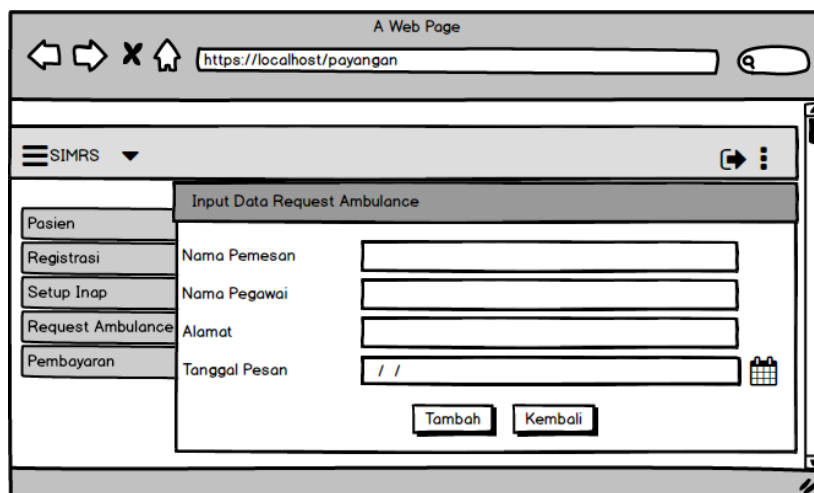 A Web Page
https://localhost/payangan
SIMRS
Input Data Request Ambulance
Pasien
Registrasi
Setup Inap
Request Ambulance
Pembayaran
Nama Pemesan
Nama Pegawai
Alamat
Tanggal Pesan
/ /
Tambah
Kembali